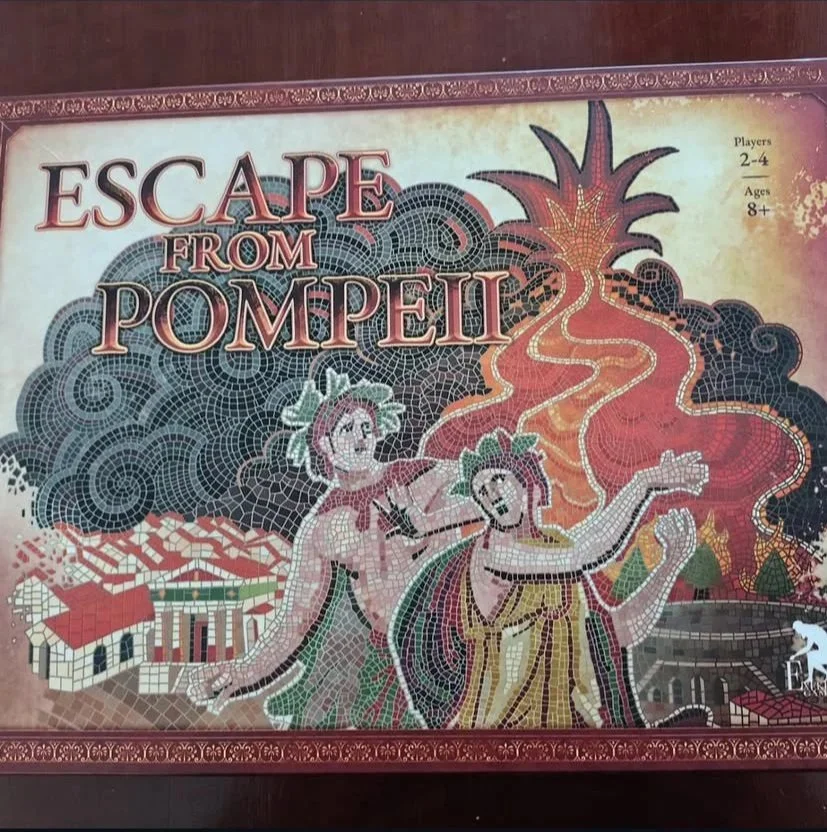 ESCAPE
FROM
POMPEII
Players
2-4
Ages
8+